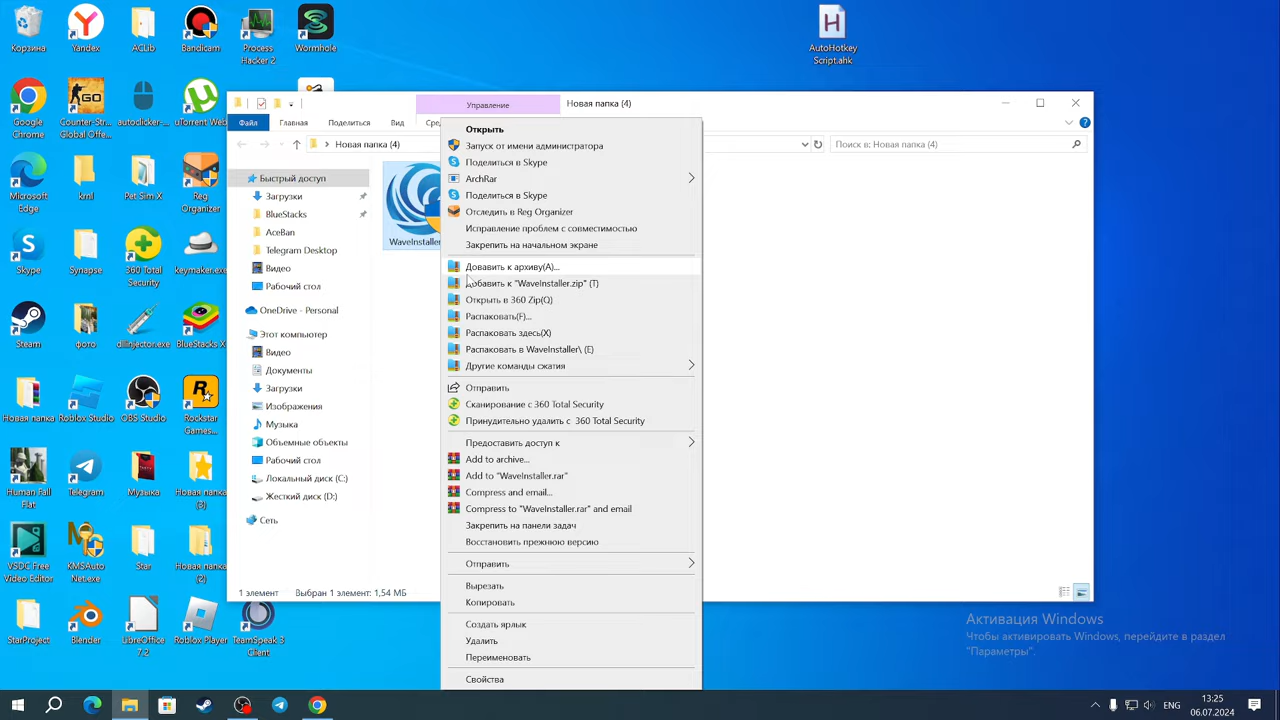 Корзина
Yandex
ACLib
Bandicam
Process
Hacker 2
Wormhole
AutoHotkey
Script.ahk
Google
Chrome
Counter-Str...
Global Offe...
autoclicker-...
uTorrent Web
Microsoft
Edge
krnl
Pet Sim X
Reg
Organizer
Skype
Synapse
360 Total
Security
keymaker.exe
Steam
фото
dllinjector.exe
BlueStacks X
Новая папка
Roblox Studio
OBS Studio
Rockstar
Games...
Human Fall
Flat
Telegram
Музыка
Новая папка
(3)
VSDC Free
Video Editor
KMSAuto
Net.exe
Star
Новая папка
(2)
StarProject
Blender
LibreOffice
7.2
Roblox Player
TeamSpeak 3
Client
Управление
Новая папка (4)
Файл
Главная
Поделиться
Вид
Сре
Новая папка (4)
Поиск в: Новая папка (4)
Быстрый доступ
Загрузки
BlueStacks
AceBan
Telegram Desktop
Видео
Рабочий стол
OneDrive - Personal
Этот компьютер
Видео
Документы
Загрузки
Изображения
Музыка
Объемные объекты
Рабочий стол
Локальный диск (C:)
Жесткий диск (D:)
Сеть
WaveInstaller
1 элемент
Выбран 1 элемент: 1,54 МБ
Открыть
Запуск от имени администратора
Поделиться в Skype
ArchRar
Поделиться в Skype
Отследить в Reg Organizer
Исправление проблем с совместимостью
Закрепить на начальном экране
Довавить к архиву(A)...
Добавить к "WaveInstaller.zip" (T)
Открыть в 360 Zip(Q)
Распаковать(F)...
Распаковать здесь(X)
Распаковать в WaveInstaller\ (E)
Другие команды сжатия
Отправить
Сканирование с 360 Total Security
Принудительно удалить с 360 Total Security
Предоставить доступ к
Add to archive...
Add to "WaveInstaller.rar"
Compress and email...
Compress to "WaveInstaller.rar" and email
Закрепить на панели задач
Восстановить прежнюю версию
Отправить
Вырезать
Копировать
Создать ярлык
Удалить
Переименовать
Свойства
Активация Windows
Чтобы активировать Windows, перейдите в раздел
"Параметры".
ENG
13:25
06.07.2024